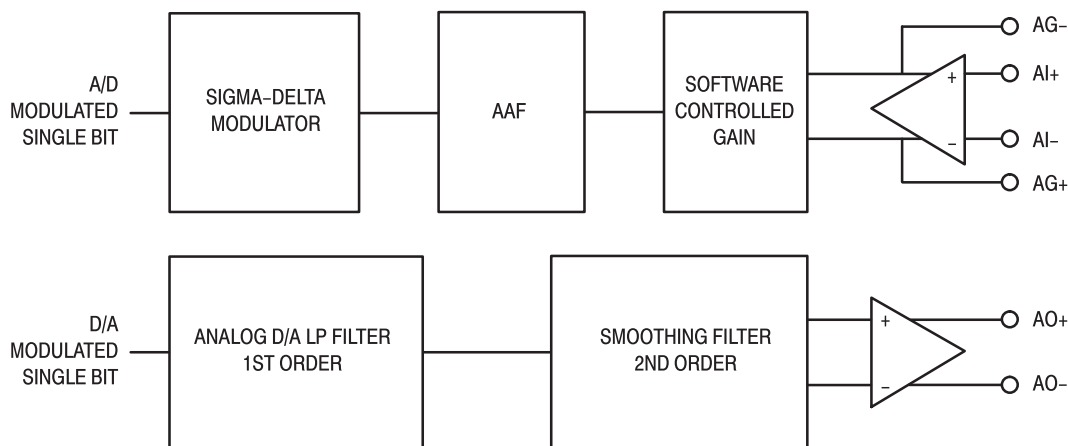 A/D
MODULATED
SINGLE BIT
SIGMA–DELTA
MODULATOR
AAF
SOFTWARE
CONTROLLED
GAIN
+
–
AG–
AI+
AI–
AG+
D/A
MODULATED
SINGLE BIT
ANALOG D/A LP FILTER
1ST ORDER
SMOOTHING FILTER
2ND ORDER
+
–
AO+
AO–